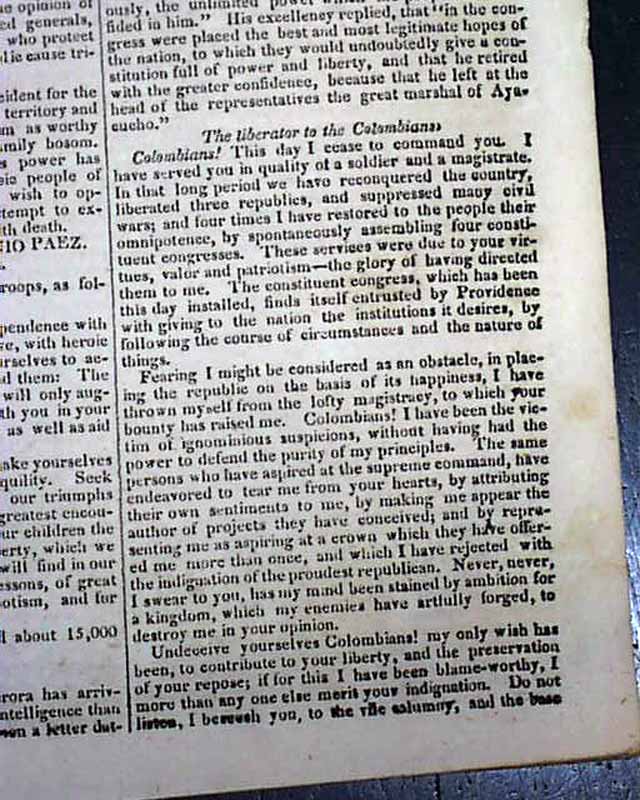 e opinion of
ed generals,
who protect
lic cause tri-
sident for the
territory and
m as worthy
mily bosom.
s power has
sic people of
wish to op-
tempt to ex-
ith death.
IO PAEZ.
roops, as fol-
pendence with
ve, with heroic
urselves to ac-
d them: The
will only aug-
th you in your
as well as aid
ake yourselves
quility. Seek
our triumphs
greatest encou-
ur children the
erty, which we
will find in our
essons, of great
otism, and for
l about 15,000
rora has arriv-
ntelligence than
a letter dat-
ously, the unlimited power which
fided in him." His excellency replied, that "in the con-
gress were placed the best and most legitimate hopes of
the nation, to which they would undoubtedly give a con-
stitution full of power and liberty, and that he retired
with the greater confidence, because that he left at the
head of the representatives the great marshal of Aya-
cucho."
The liberator to the Colombians
Colombians! This day I cease to command you. I
have served you in quality of a soldier and a magistrate.
In that long period we have reconquered the country,
liberated three republics, and suppressed many civil
wars; and four times I have restored to the people their
omnipotence, by spontaneously assembling four consti-
tuent congresses. These services were due to your vir-
tues, valor and patriotism—the glory of having directed
them to me. The constituent congress, which has been
this day installed, finds itself entrusted by Providence
with giving to the nation the institutions it desires, by
following the course of circumstances and the nature of
things.
Fearing I might be considered as an obstacle, in plac-
ing the republic on the basis of its happiness, I have
thrown myself from the lofty magistracy, to which your
bounty has raised me. Colombians! I have been the vic-
tim of ignominious suspicions, without having had the
power to defend the purity of my principles. The same
persons who have aspired at the supreme command, have
endeavored to tear me from your hearts, by attributing
their own sentiments to me, by making me appear the
author of projects they have conceived; and by repre-
senting me as aspiring at a crown which they have offer-
ed me more than once, and which I have rejected with
the indignation of the proudest republican. Never, never,
I swear to you, has my mind been stained by ambition for
a kingdom, which my enemies have artfully forged, to
destroy me in your opinion.
Undeceive yourselves Colombians! my only wish has
been, to contribute to your liberty, and the preservation
of your repose; if for this I have been blame-worthy, I
more than any one else merit your indignation. Do not
listen, I beseech you, to the vile calumny, and the base